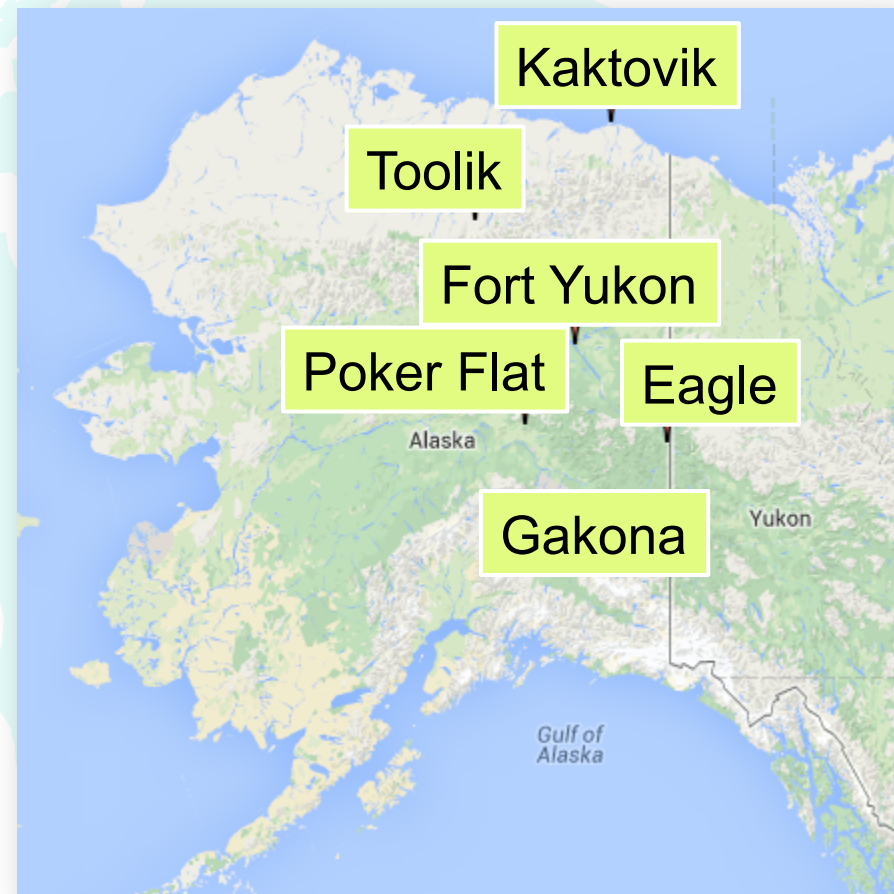 Kaktovik
Toolik
Fort Yukon
Poker Flat
Eagle
Alaska
Gakona
Yukon
Gulf of
Alaska